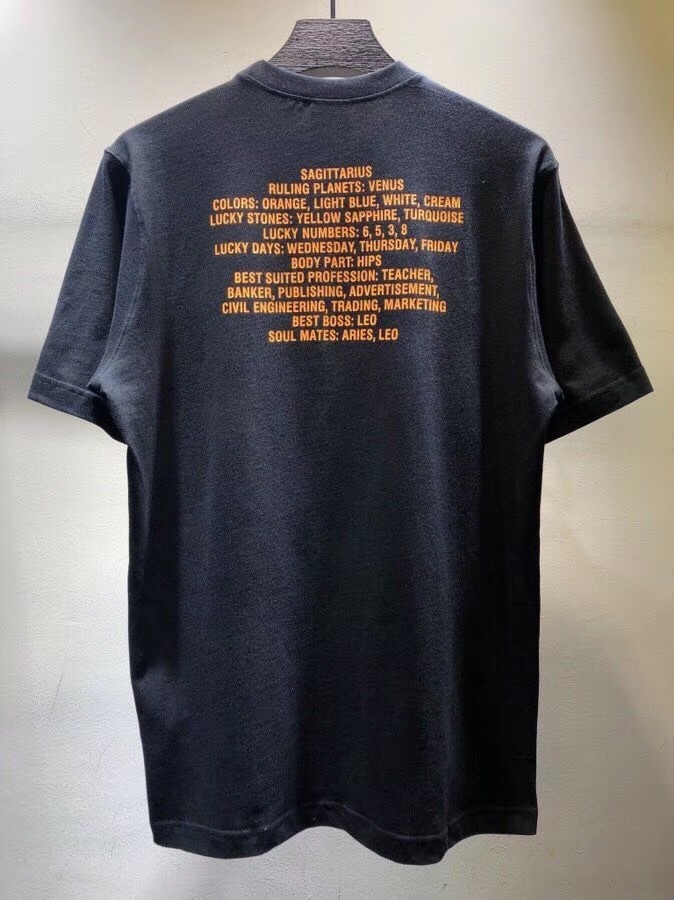 SAGITTARIUS
RULING PLANETS: VENUS
COLORS: ORANGE, LIGHT BLUE, WHITE, CREAM
LUCKY STONES: YELLOW SAPPHIRE, TURQUOISE
LUCKY NUMBERS: 6, 5, 3, 8
LUCKY DAYS: WEDNESDAY, THURSDAY, FRIDAY
BODY PART: HIPS
BEST SUITED PROFESSION: TEACHER,
BANKER, PUBLISHING, ADVERTISEMENT,
CIVIL ENGINEERING, TRADING, MARKETING
BEST BOSS: LEO
SOUL MATES: ARIES, LEO